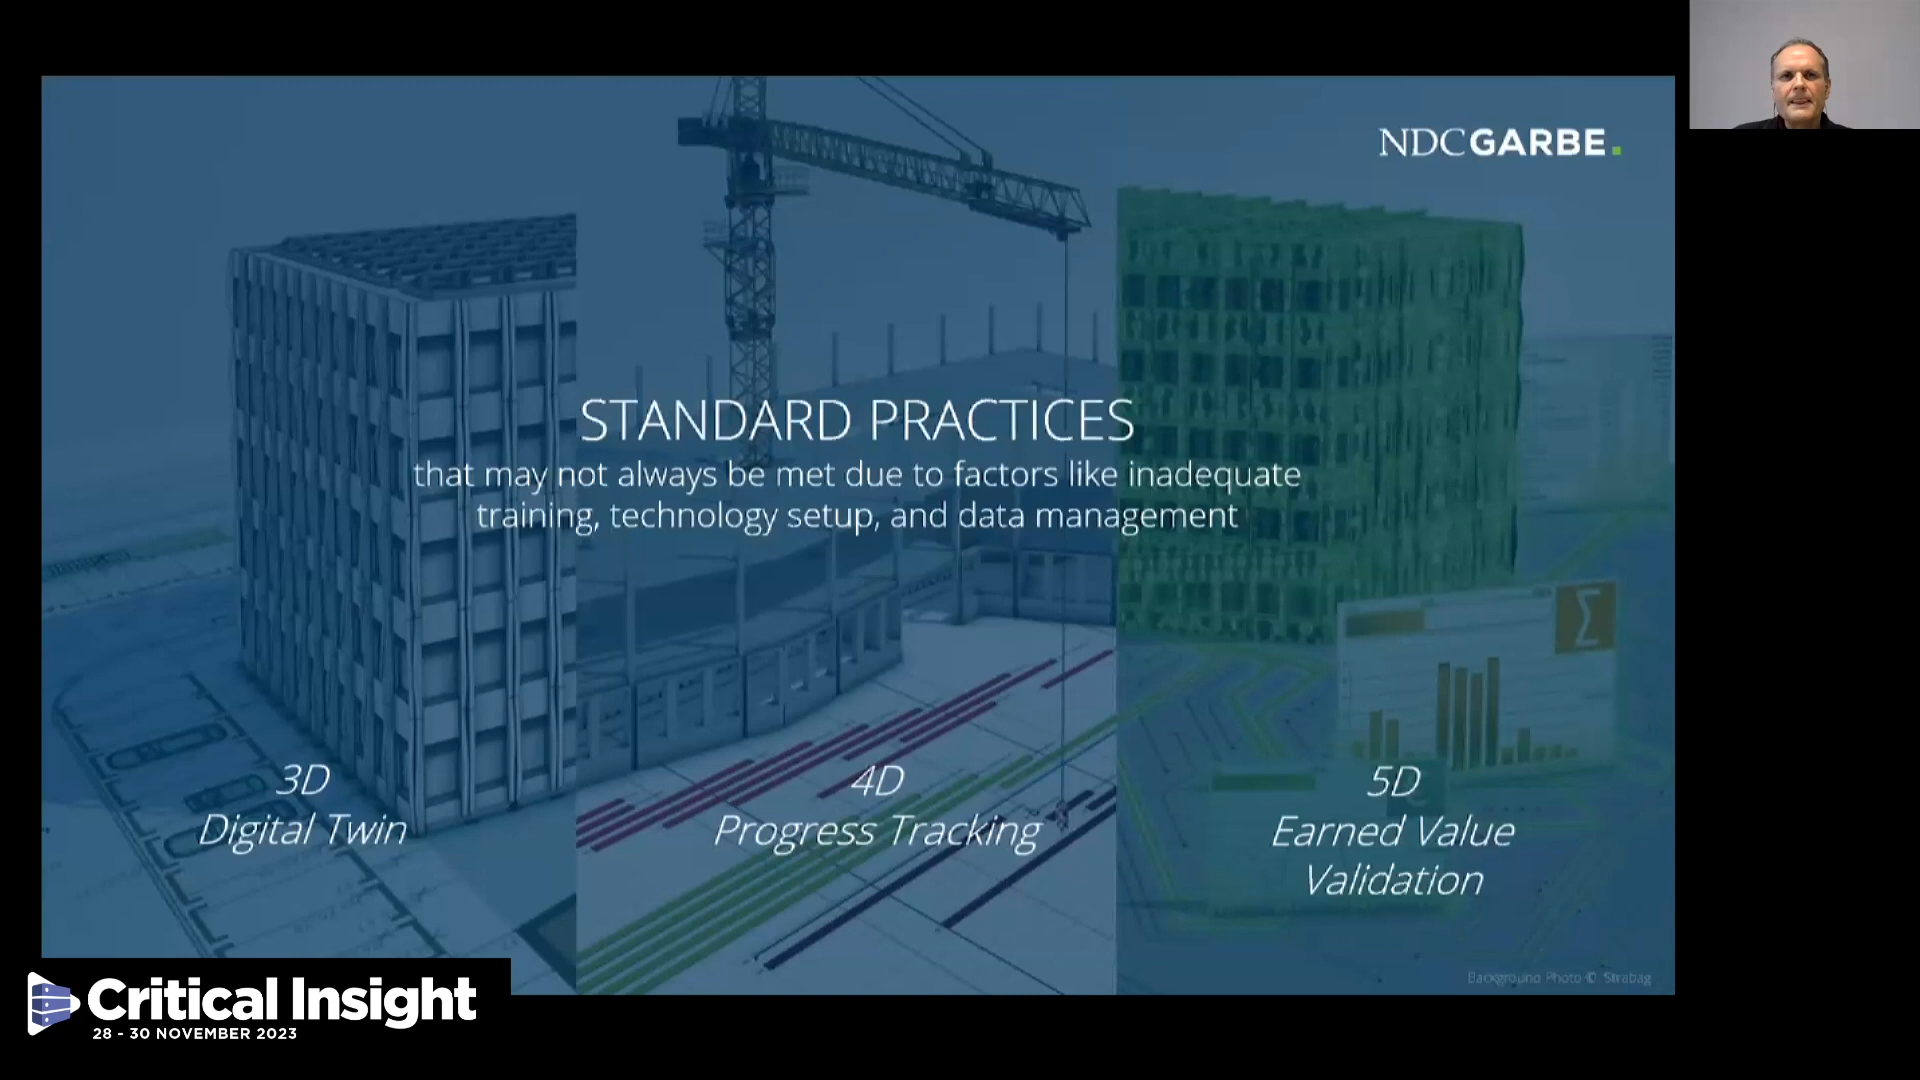 NDCGARBE.
STANDARD PRACTICES
that may not always be met due to factors like inadequate
training, technology setup, and data management
Σ
3D
Digital Twin
4D
Progress Tracking
5D
Earned Value
Validation
Background Photo © Strabag
Critical Insight
28 - 30 NOVEMBER 2023